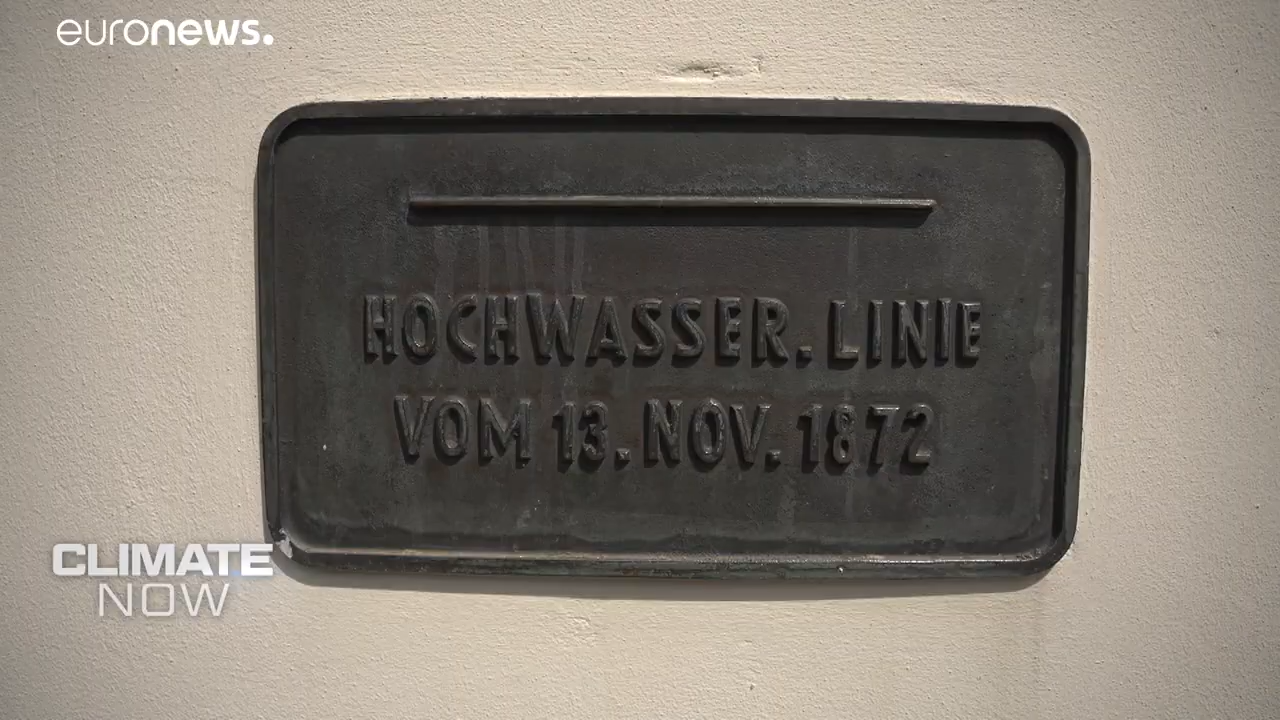 euronews.
HOCHWASSER. LINIE
VOM 13. NOV. 1872
CLIMATE
NOW